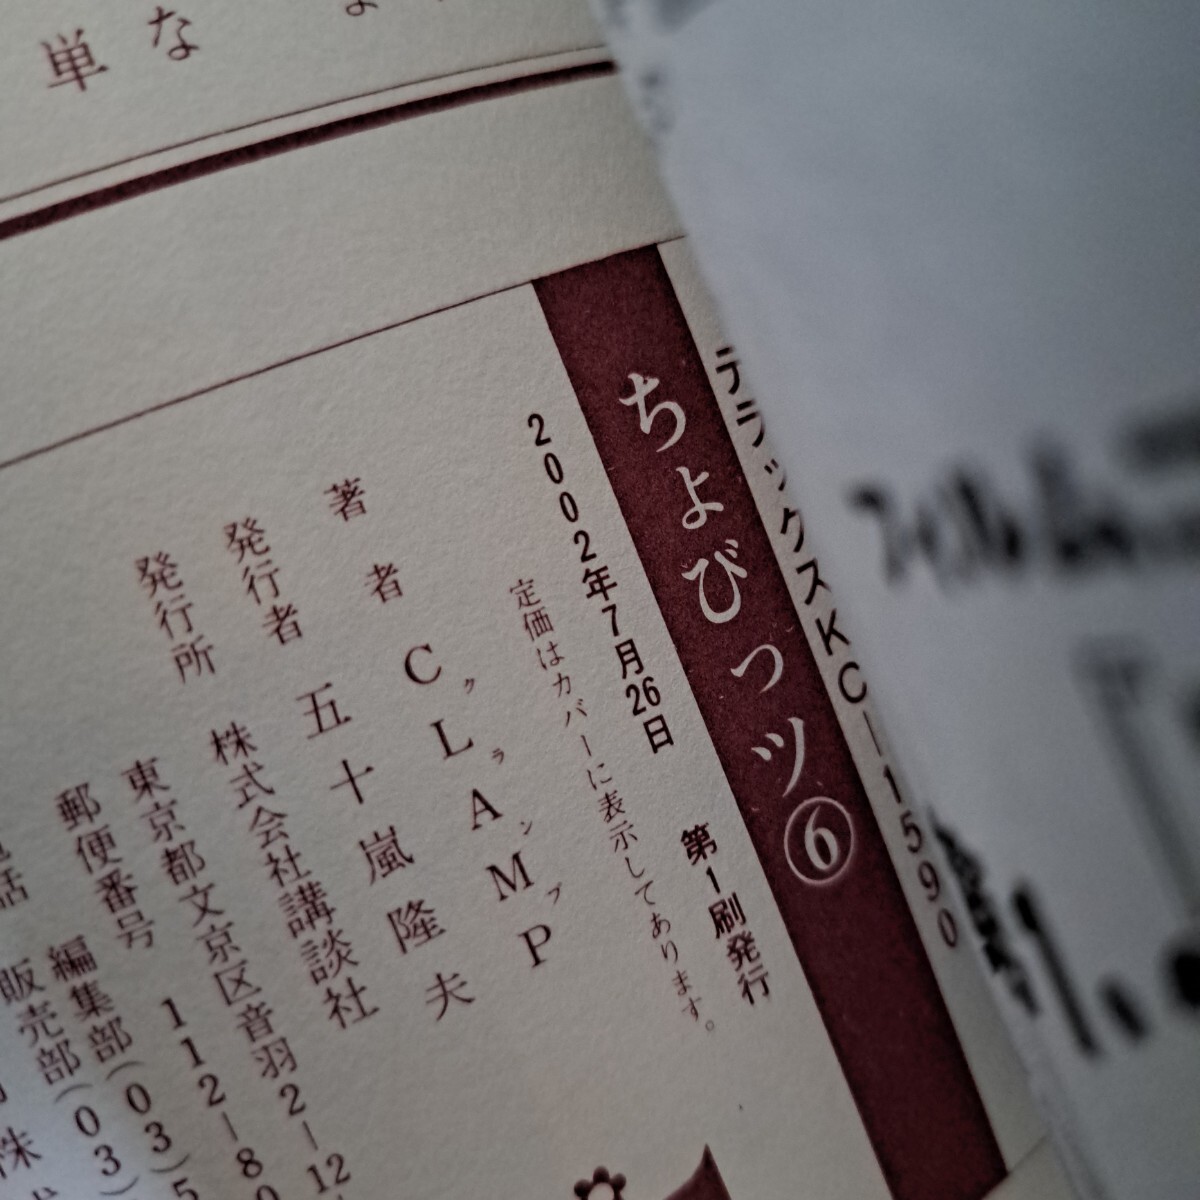 単な
デラックスKC―1590
ちょびっツ⑥
2002年7月26日 第1刷発行
定価はカバーに表示してあります。
著者 CLAMP
クランプ
発行者 五十嵐隆夫
発行所 株式会社講談社
東京都文京区音羽2―12
郵便番号 112―80
編集部(03)5
販売部(03)
株